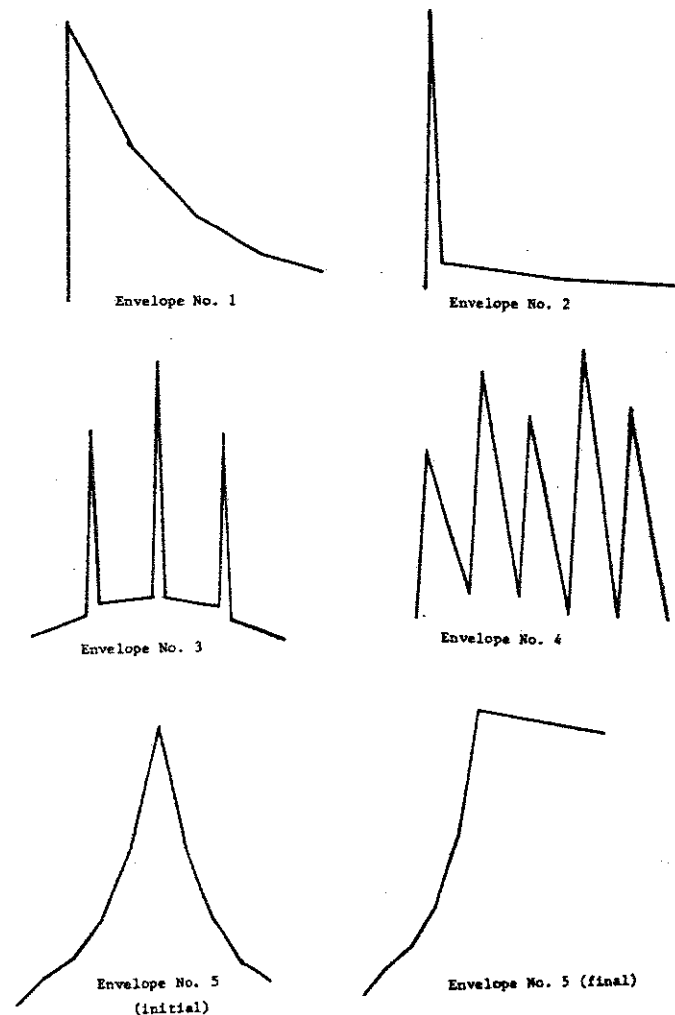 Envelope No. 1
Envelope No. 2
Envelope No. 3
Envelope No. 4
Envelope No. 5
(initial)
Envelope No. 5 (final)